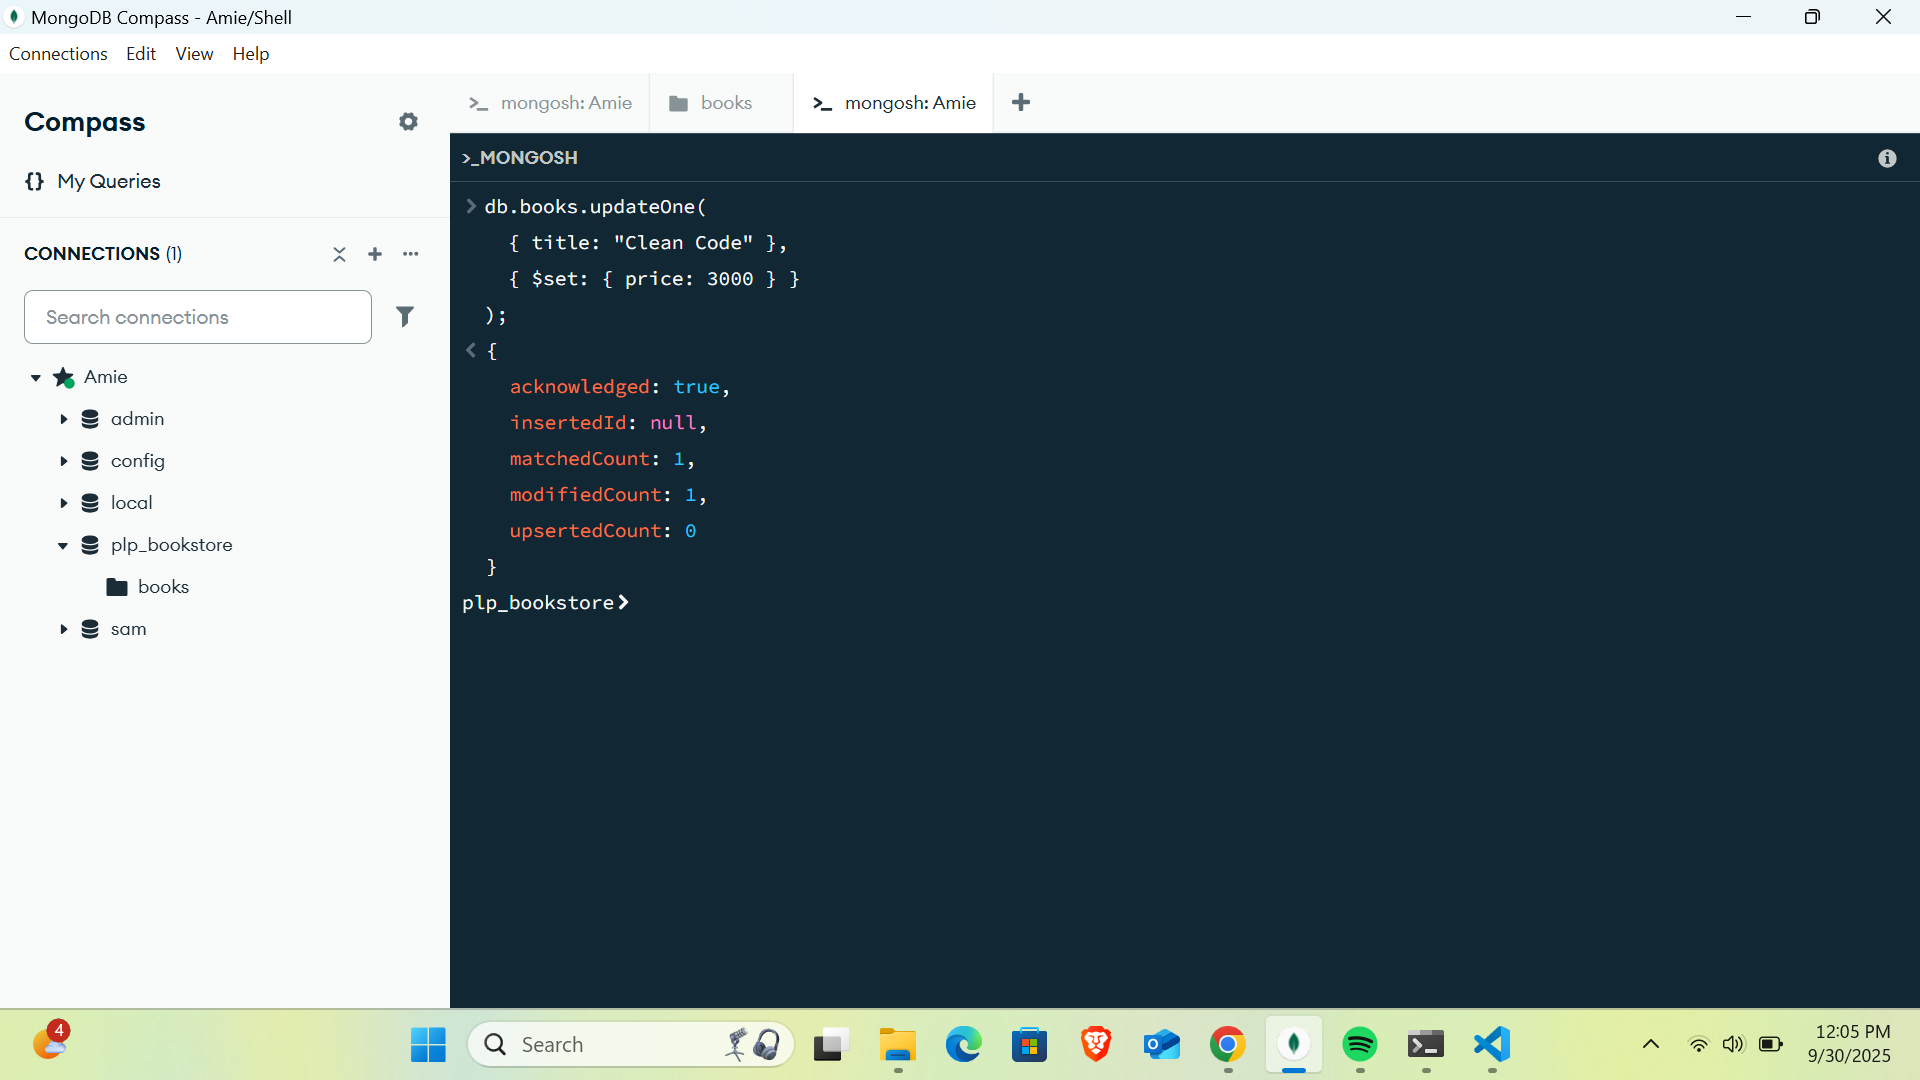 MongoDB Compass - Amie/Shell
Connections Edit View Help
Compass
{} My Queries
CONNECTIONS (1)
Search connections
Amie
admin
config
local
plp_bookstore
books
sam
>_ mongosh: Amie
books
>_ mongosh: Amie
>_MONGOSH
> db.books.updateOne(
{ title: "Clean Code" },
{ $set: { price: 3000 } }
);
< {
acknowledged: true,
insertedId: null,
matchedCount: 1,
modifiedCount: 1,
upsertedCount: 0
}
plp_bookstore>
4
Search
12:05 PM
9/30/2025